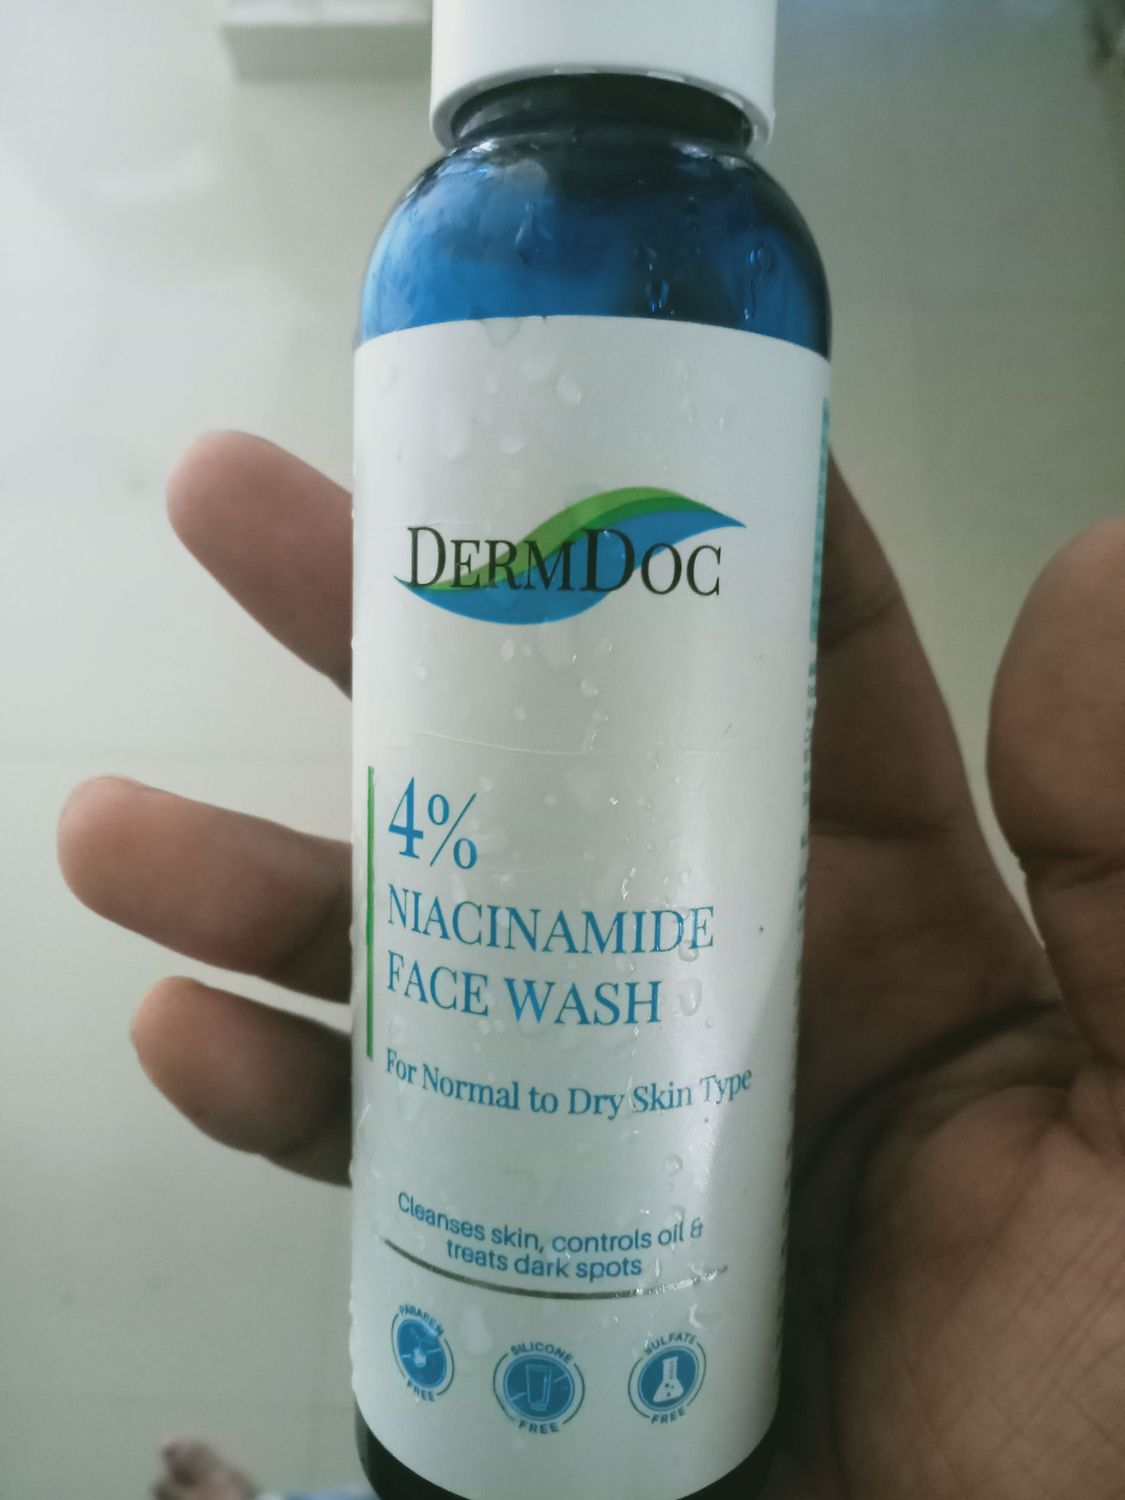 DERMDOC
4%
NIACINAMIDE
FACE WASH
For Normal to Dry Skin Type
Cleanses skin, controls oil &
treats dark spots
PARABEN
FREE
SILICONE
FREE
SULFATE
FREE